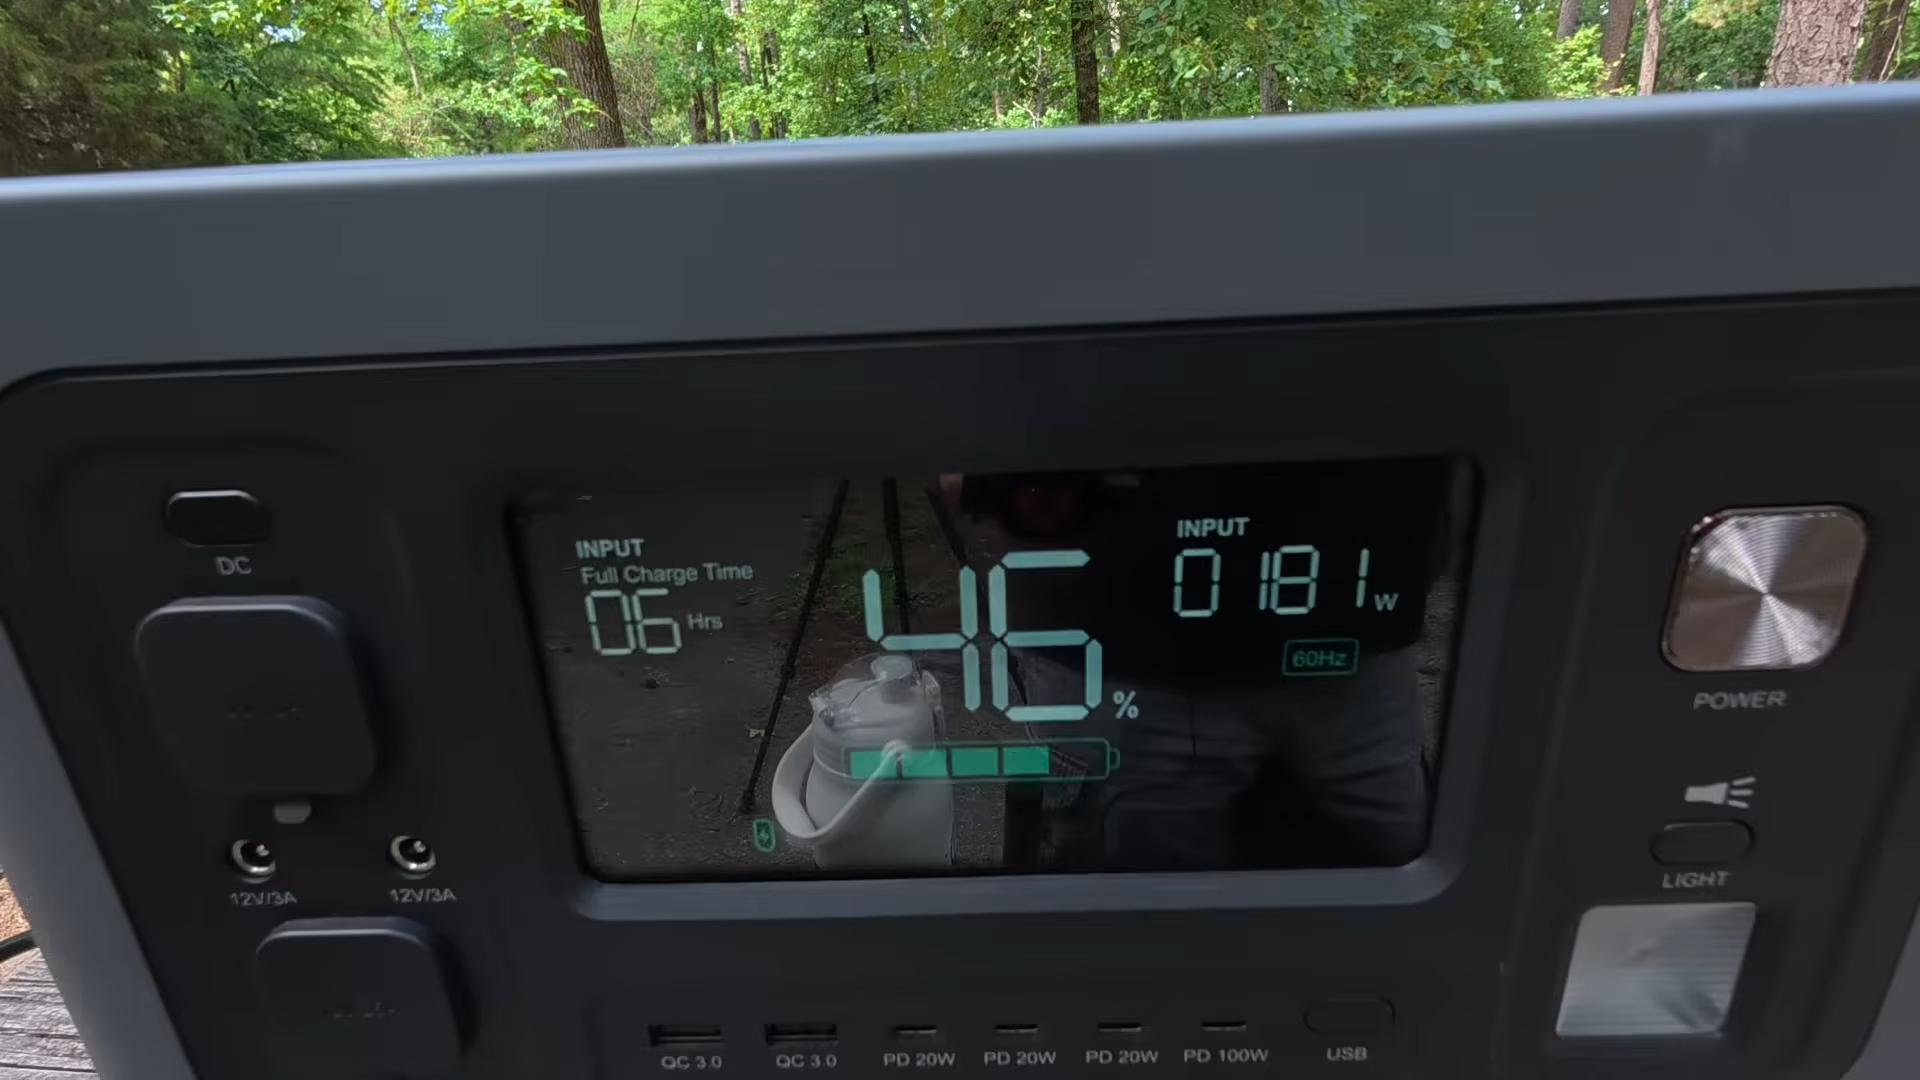 INPUT
Full Charge Time
06 Hrs
46 %
INPUT
0181 W
60Hz
DC
12V/3A
12V/3A
POWER
LIGHT
QC 3.0
QC 3.0
PD 20W
PD 20W
PD 20W
PD 100W
USB